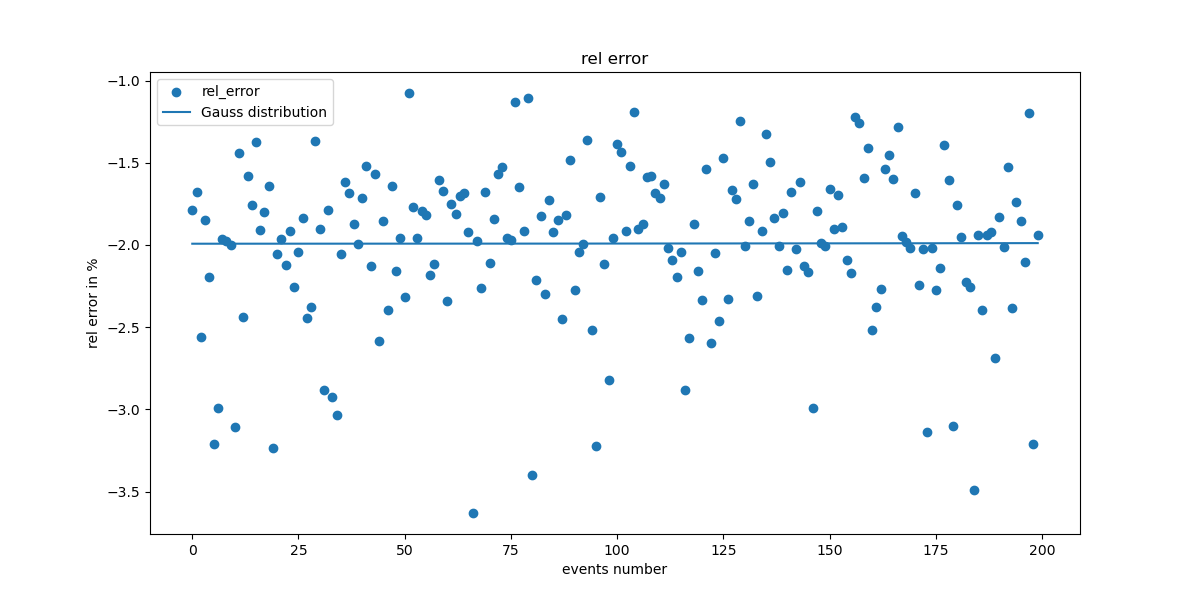 rel error
rel_error
Gauss distribution
−1.0
−1.5
−2.0
−2.5
−3.0
−3.5
rel error in %
0 25 50 75 100 125 150 175 200
events number